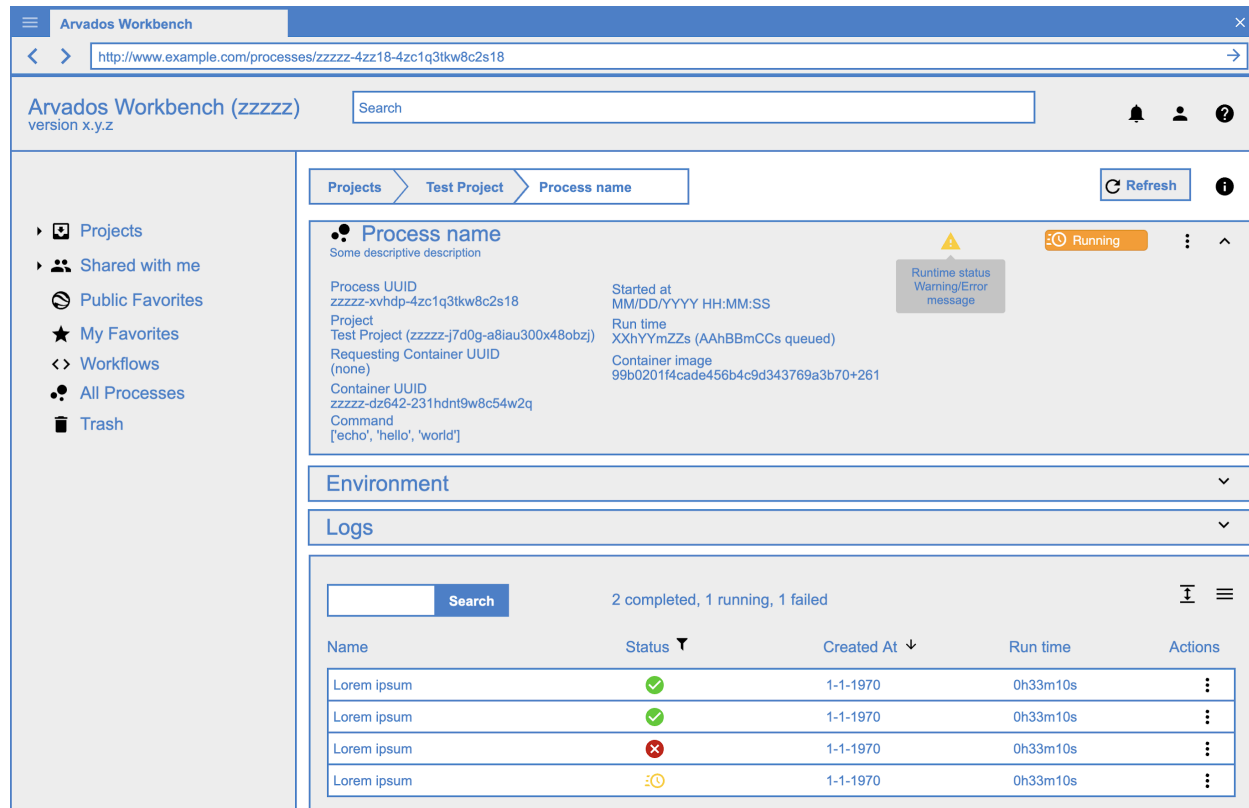 Arvados Workbench
http://www.example.com/processes/zzzzz-4zz18-4zc1q3tkw8c2s18
Arvados Workbench (zzzzz)
version x.y.z
Search
Projects
Shared with me
Public Favorites
My Favorites
Workflows
All Processes
Trash
Projects
Test Project
Process name
Refresh
Process name
Some descriptive description
Running
Runtime status
Warning/Error
message
Process UUID
zzzzz-xvhdp-4zc1q3tkw8c2s18
Project
Test Project (zzzzz-j7d0g-a8iau300x48obzj)
Requesting Container UUID
(none)
Container UUID
zzzzz-dz642-231hdnt9w8c54w2q
Command
['echo', 'hello', 'world']
Started at
MM/DD/YYYY HH:MM:SS
Run time
XXhYYmZZs (AAhBBmCCs queued)
Container image
99b0201f4cade456b4c9d343769a3b70+261
Environment
Logs
Search
2 completed, 1 running, 1 failed
Name Status Created At Run time Actions
Lorem ipsum 1-1-1970 0h33m10s
Lorem ipsum 1-1-1970 0h33m10s
Lorem ipsum 1-1-1970 0h33m10s
Lorem ipsum 1-1-1970 0h33m10s